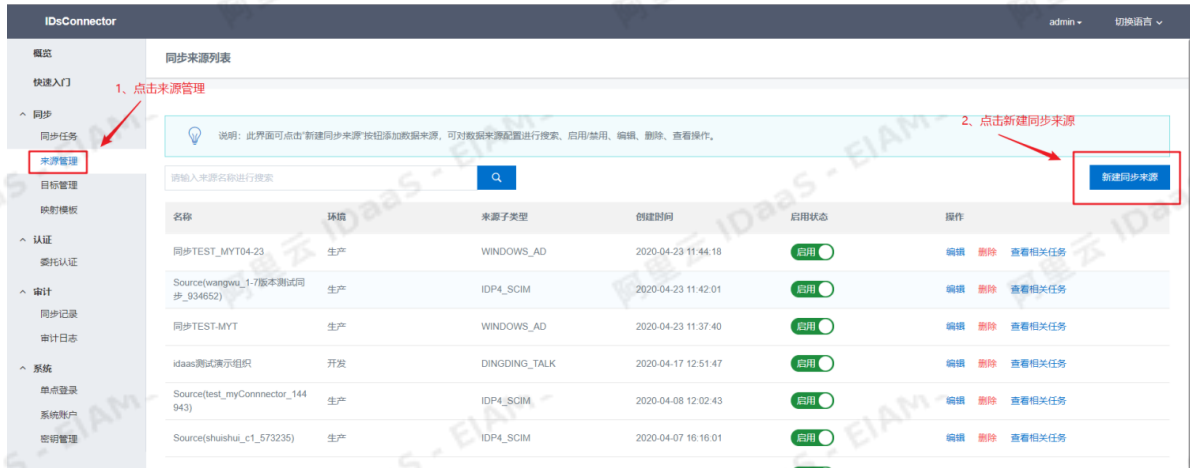 IDsConnector
admin
切换语言
概览
同步来源列表
快速入门
1、点击来源管理
同步
同步任务
说明：此界面可点击"新建同步来源"按钮添加数据来源，可对数据来源配置进行搜索、启用/禁用、编辑、删除、查看操作。
2、点击新建同步来源
来源管理
请输入来源名称进行搜索
新建同步来源
目标管理
映射模板
名称 环境 来源子类型 创建时间 启用状态 操作
认证
委托认证
同步TEST_MYT04-23 生产 WINDOWS_AD 2020-04-23 11:44:18 启用 编辑 删除 查看相关任务
审计
Source(wangwu_1-7版本测试同
步_934652) 生产 IDP4_SCIM 2020-04-23 11:42:01 启用 编辑 删除 查看相关任务
同步记录
同步TEST-MYT 生产 WINDOWS_AD 2020-04-23 11:37:40 启用 编辑 删除 查看相关任务
审计日志
系统
idaas测试演示组织 开发 DINGDING_TALK 2020-04-17 12:51:47 启用 编辑 删除 查看相关任务
单点登录
Source(test_myConnnector_144
943) 生产 IDP4_SCIM 2020-04-08 12:02:43 启用 编辑 删除 查看相关任务
系统账户
密钥管理
Source(shuishui_c1_573235) 生产 IDP4_SCIM 2020-04-07 16:16:01 启用 编辑 删除 查看相关任务
阿里云 IDaaS - EIAM